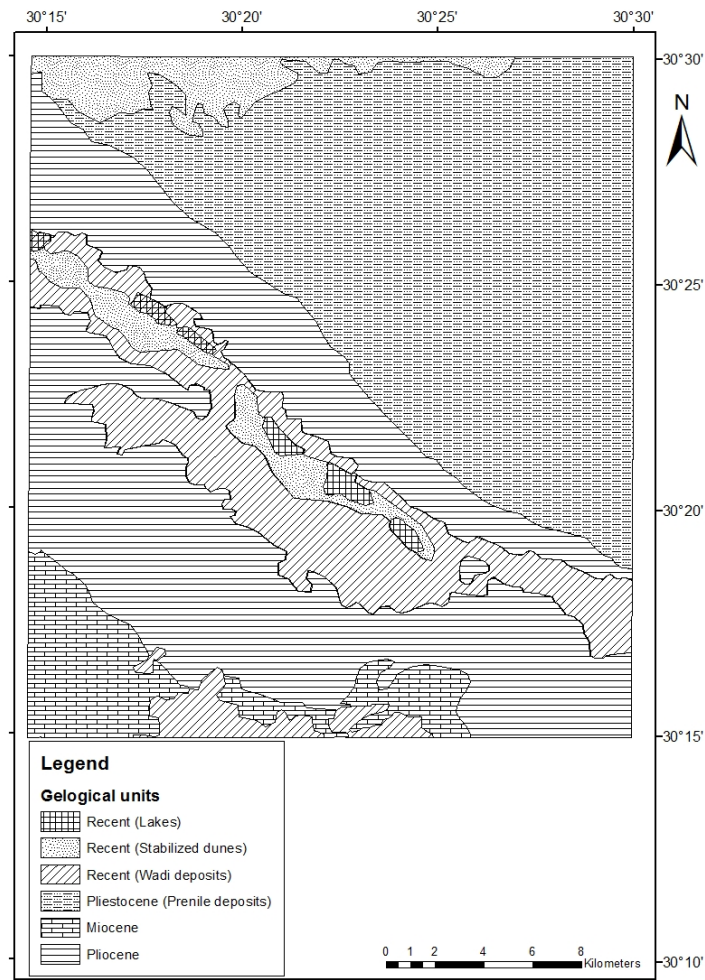 30°15' 30°20' 30°25' 30°30'
30°30'
N
30°25'
30°20'
30°15'
Legend
Gelogical units
Recent (Lakes)
Recent (Stabilized dunes)
Recent (Wadi deposits)
Pliestocene (Prenile deposits)
Miocene
Pliocene
0 1 2 4 6 8
Kilometers
30°10'